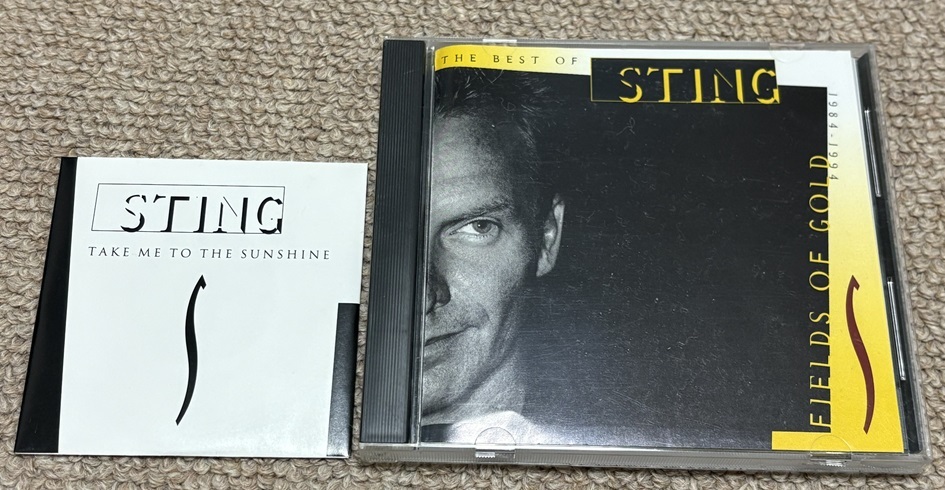 STING
TAKE ME TO THE SUNSHINE
THE BEST OF
STING
1984-1994
FIELDS OF GOLD